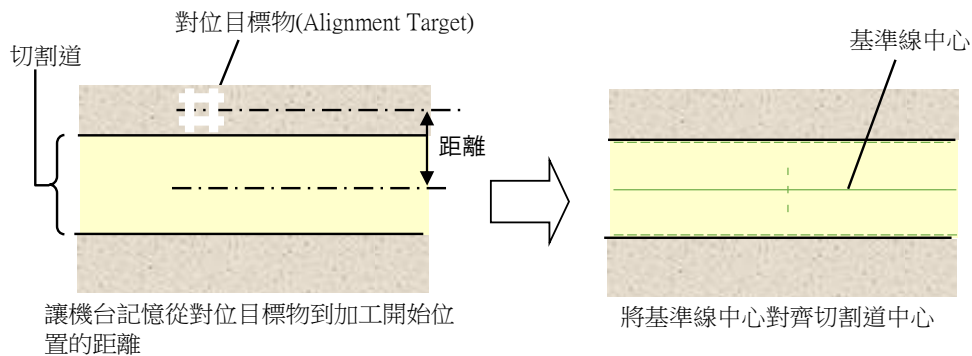 對位目標物(Alignment Target)
切割道
距離
讓機台記憶從對位目標物到加工開始位
置的距離
基準線中心
將基準線中心對齊切割道中心